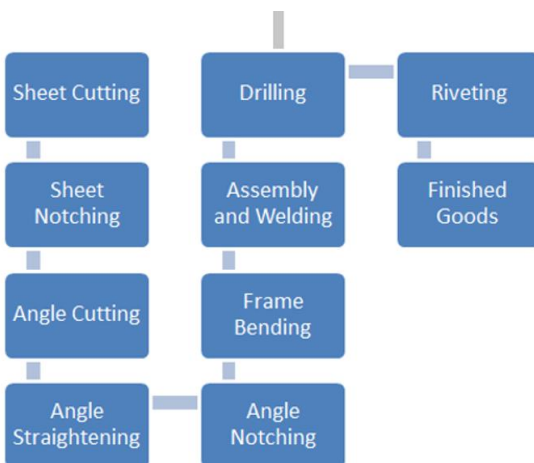 Sheet Cutting
Sheet
Notching
Angle Cutting
Angle
Straightening
Angle
Notching
Frame
Bending
Assembly
and Welding
Drilling
Riveting
Finished
Goods